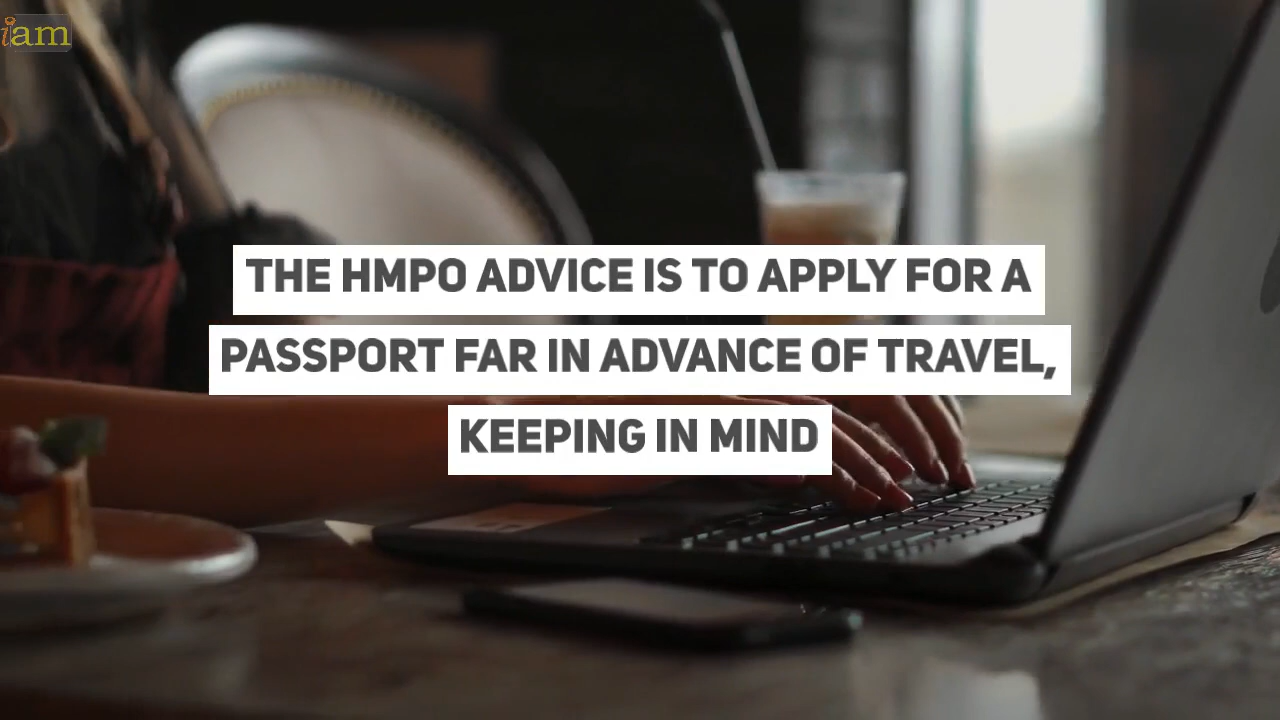 iam
THE HMPO ADVICE IS TO APPLY FOR A
PASSPORT FAR IN ADVANCE OF TRAVEL,
KEEPING IN MIND